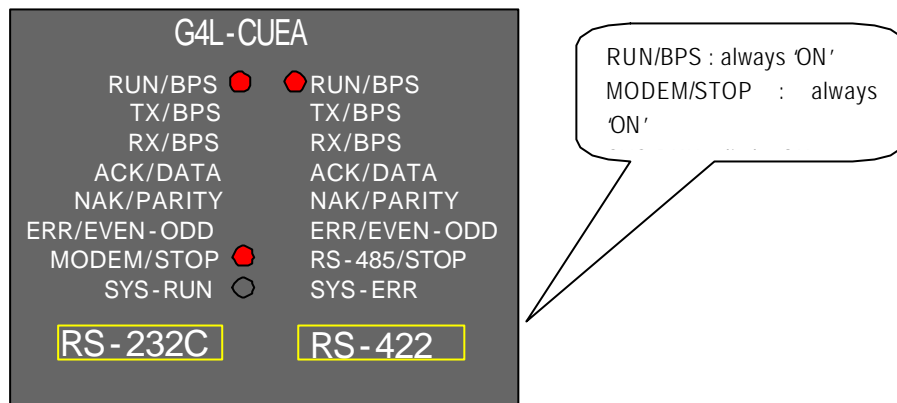 G4L-CUEA
RUN/BPS
TX/BPS
RX/BPS
ACK/DATA
NAK/PARITY
ERR/EVEN-ODD
MODEM/STOP
SYS-RUN
RS-232C
RUN/BPS
TX/BPS
RX/BPS
ACK/DATA
NAK/PARITY
ERR/EVEN-ODD
RS-485/STOP
SYS-ERR
RS-422
RUN/BPS : always ‘ON’
MODEM/STOP : always
‘ON’